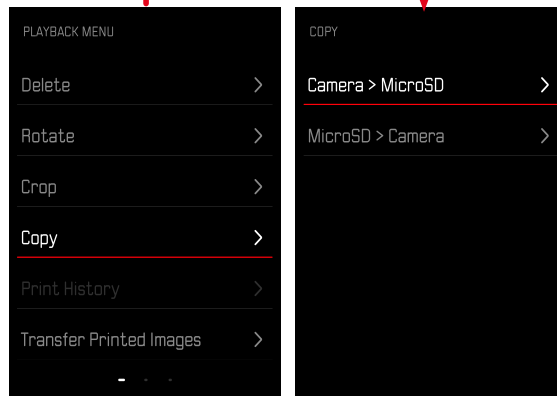 PLAYBACK MENU
Delete
Rotate
Crop
Copy
Print History
Transfer Printed Images
COPY
Camera > MicroSD
MicroSD > Camera